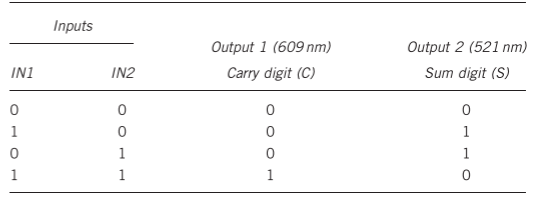 Inputs
Output 1 (609 nm) Output 2 (521 nm)
IN1 IN2 Carry digit (C) Sum digit (S)
0 0 0 0
1 0 0 1
0 1 0 1
1 1 1 0